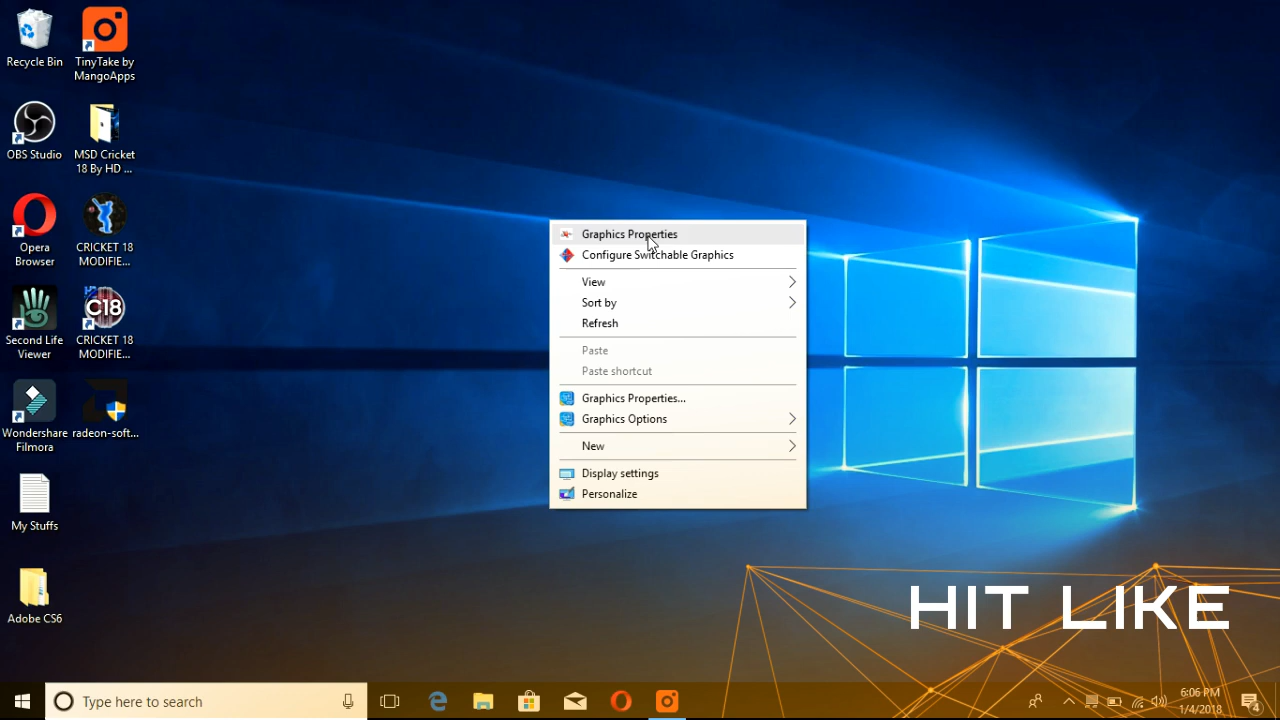 Recycle Bin
TinyTake by
MangoApps
OBS Studio
MSD Cricket
18 By HD ...
Opera
Browser
CRICKET 18
MODIFIE...
Second Life
Viewer
C18
CRICKET 18
MODIFIE...
Wondershare
Filmora
radeon-soft...
My Stuffs
Adobe CS6
Graphics Properties
Configure Switchable Graphics
View
Sort by
Refresh
Paste
Paste shortcut
Graphics Properties...
Graphics Options
New
Display settings
Personalize
HIT LIKE
Type here to search
6:06 PM
1/4/2018
4